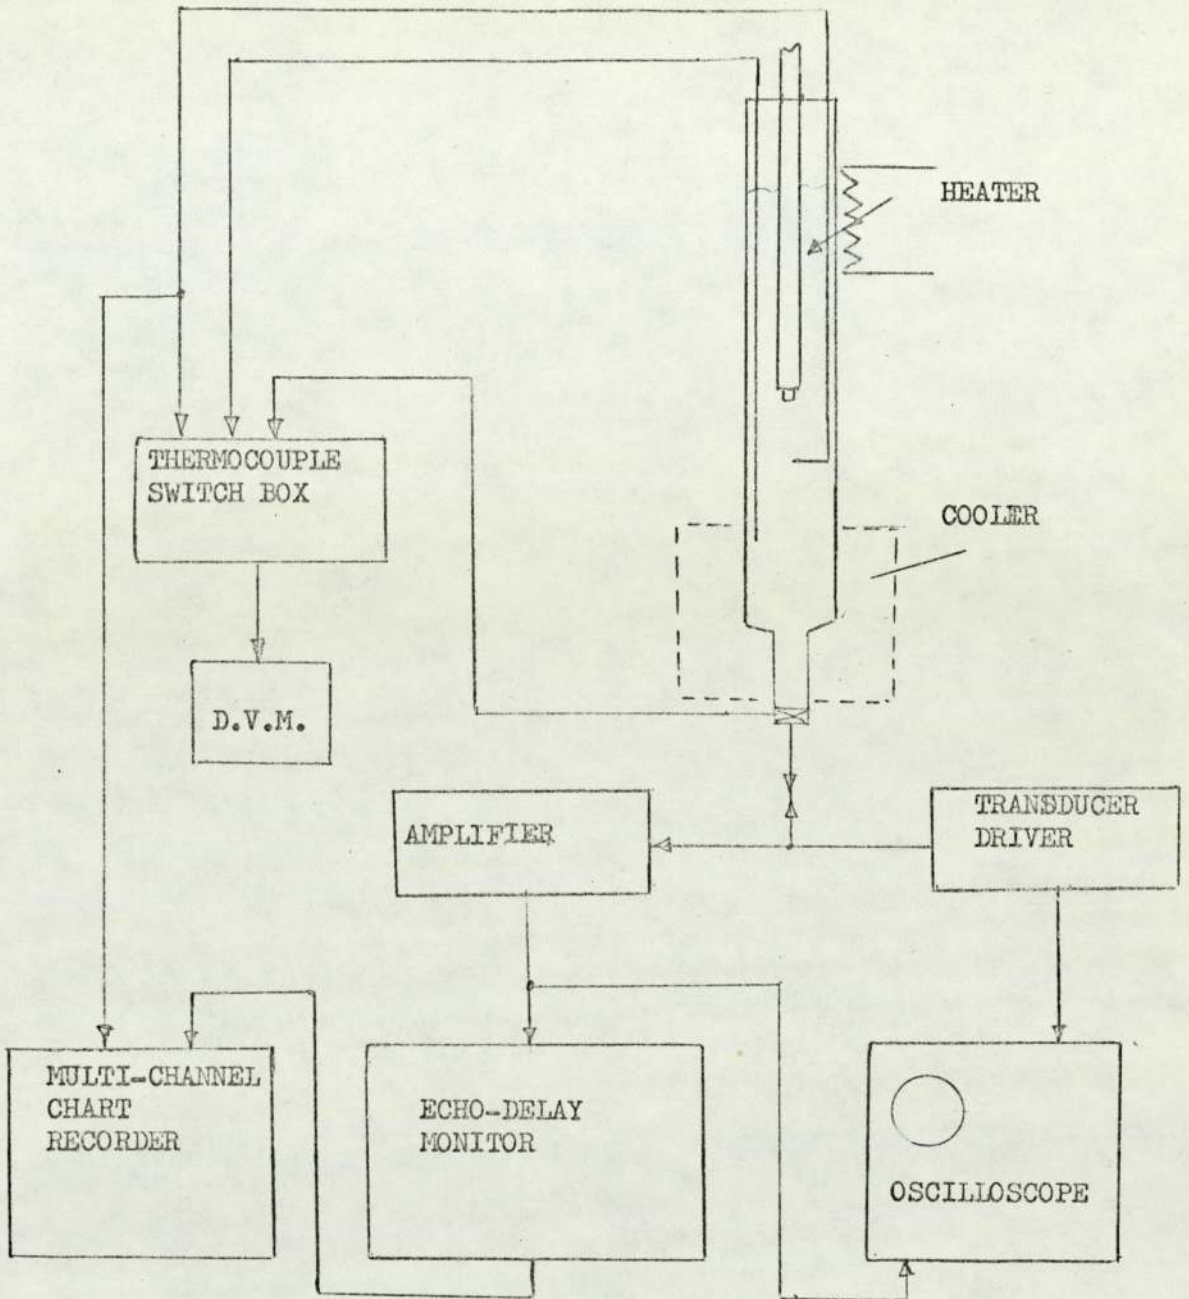 HEATER
THERMOCOUPLE
SWITCH BOX
COOLER
D.V.M.
AMPLIFIER
TRANSDUCER
DRIVER
MULTI-CHANNEL
CHART
RECORDER
ECHO-DELAY
MONITOR
OSCILLOSCOPE